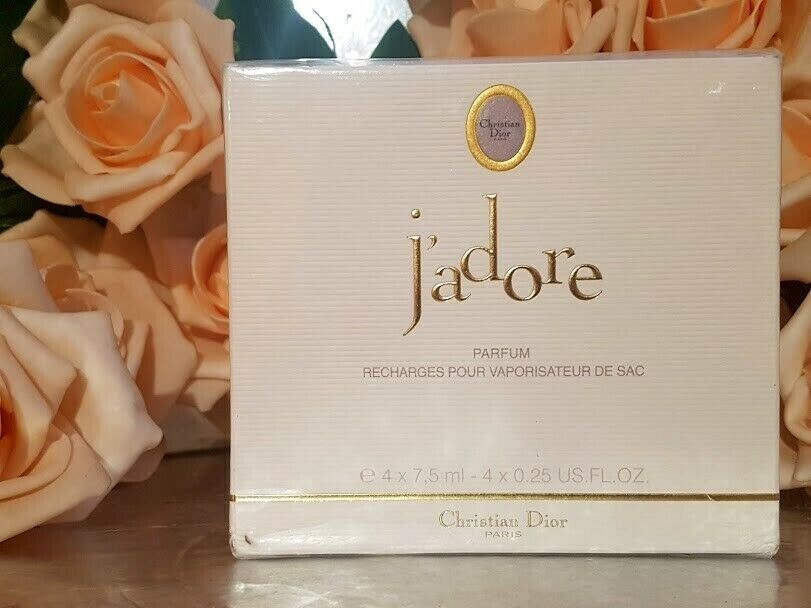 Christian
Dior
PARIS
j'adore
PARFUM
RECHARGES POUR VAPORISATEUR DE SAC
℮ 4 x 7,5 ml - 4 x 0.25 US.FL.OZ.
Christian Dior
PARIS